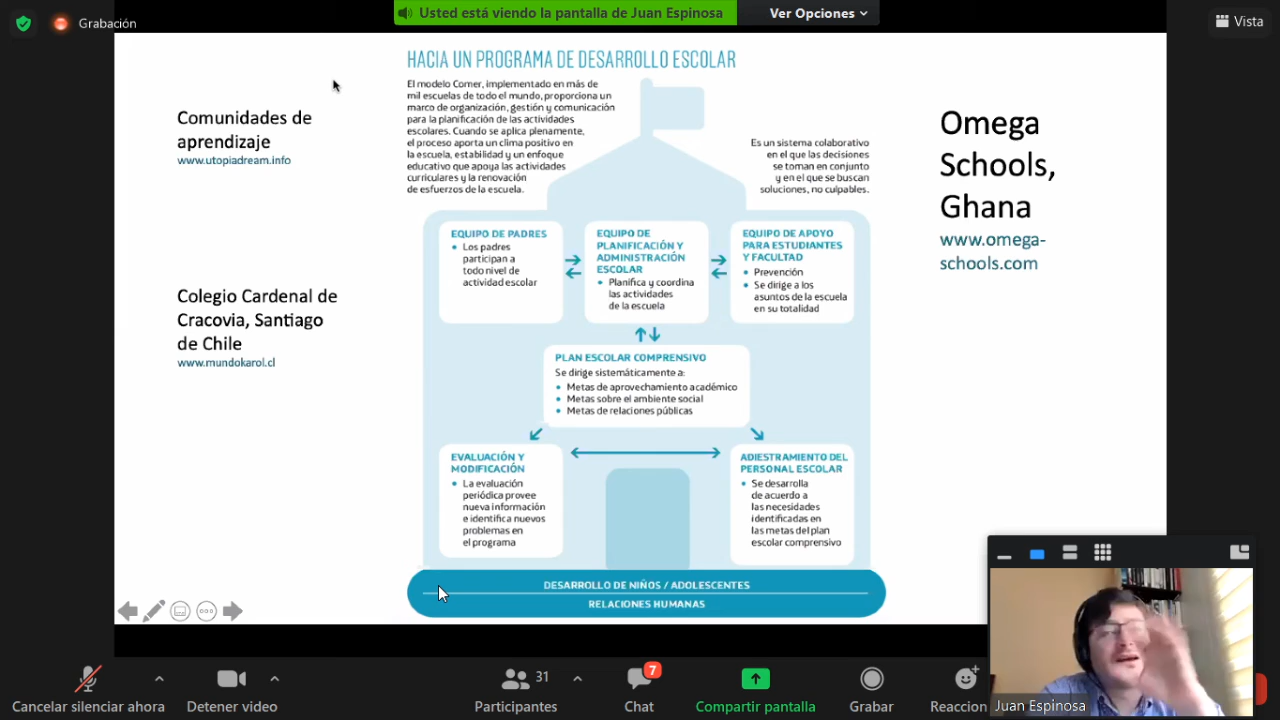 Grabación
Usted está viendo la pantalla de Juan Espinosa
Ver Opciones
Vista
HACIA UN PROGRAMA DE DESARROLLO ESCOLAR
El modelo Comer, implementado en más de
mil escuelas de todo el mundo, proporciona un
marco de organización, gestión y comunicación
para la planificación de las actividades
escolares. Cuando se aplica plenamente,
el proceso aporta un clima positivo en
la escuela, estabilidad y un enfoque
educativo que apoya las actividades
curriculares y la renovación
de esfuerzos de la escuela.
Es un sistema colaborativo
en el que las decisiones
se toman en conjunto
y en el que se buscan
soluciones, no culpables.
Comunidades de
aprendizaje
www.utopiadream.info
Colegio Cardenal de
Cracovia, Santiago
de Chile
www.mundokarol.cl
Omega
Schools,
Ghana
www.omega-
schools.com
EQUIPO DE PADRES
• Los padres
participan a
todo nivel de
actividad escolar
EQUIPO DE
PLANIFICACIÓN Y
ADMINISTRACIÓN
ESCOLAR
• Planifica y coordina
las actividades
de la escuela
EQUIPO DE APOYO
PARA ESTUDIANTES
Y FACULTAD
• Prevención
• Se dirige a los
asuntos de la escuela
en su totalidad
PLAN ESCOLAR COMPRENSIVO
Se dirige sistemáticamente a:
• Metas de aprovechamiento académico
• Metas sobre el ambiente social
• Metas de relaciones públicas
EVALUACIÓN Y
MODIFICACIÓN
• La evaluación
periódica provee
nueva información
e identifica nuevos
problemas en
el programa
ADIESTRAMIENTO DEL
PERSONAL ESCOLAR
• Se desarrolla
de acuerdo a
las necesidades
identificadas en
las metas del plan
escolar comprensivo
DESARROLLO DE NIÑOS / ADOLESCENTES
RELACIONES HUMANAS
Juan Espinosa
Cancelar silenciar ahora
Detener video
31
Participantes
7
Chat
Compartir pantalla
Grabar
Reaccion